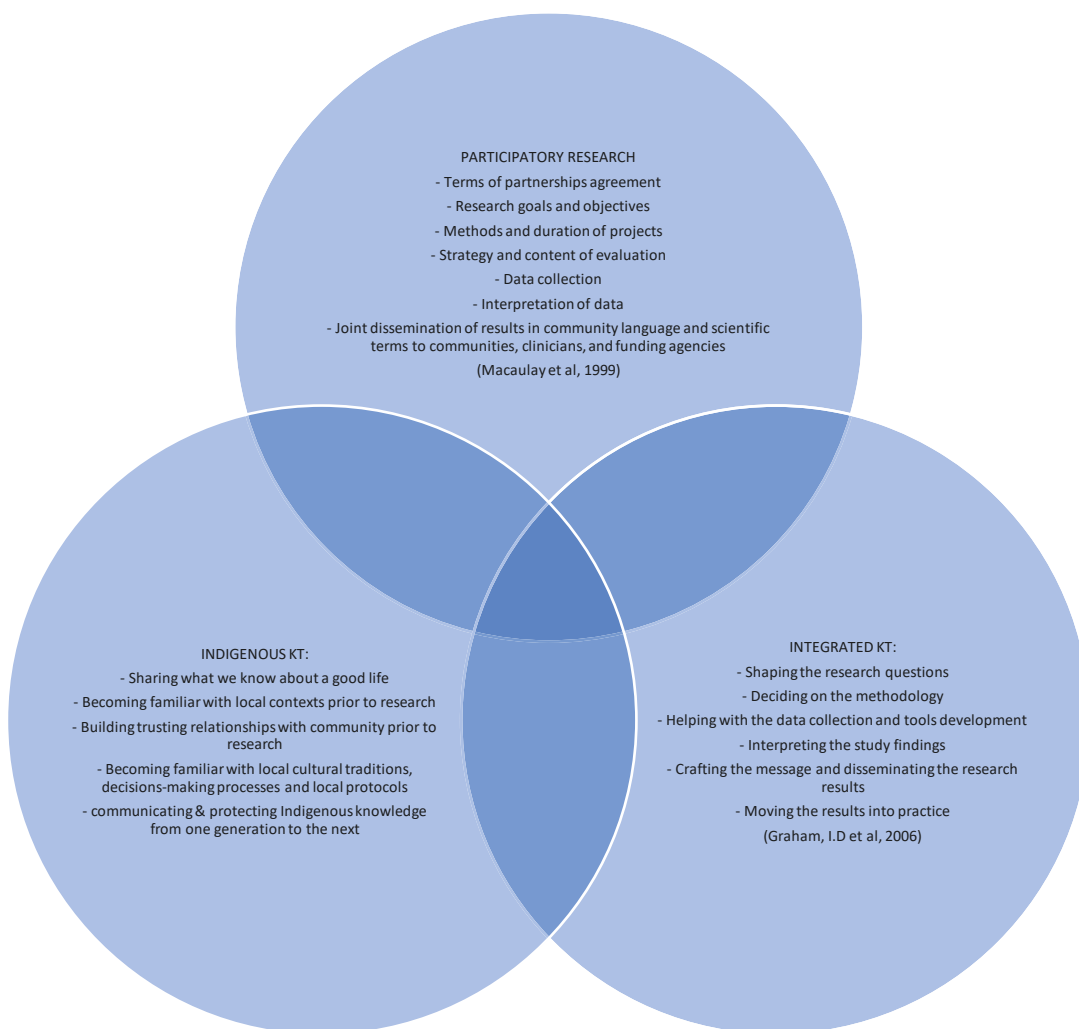 PARTICIPATORY RESEARCH
- Terms of partnerships agreement
- Research goals and objectives
- Methods and duration of projects
- Strategy and content of evaluation
- Data collection
- Interpretation of data
- Joint dissemination of results in community language and scientific
terms to communities, clinicians, and funding agencies
(Macaulay et al, 1999)
INDIGENOUS KT:
- Sharing what we know about a good life
- Becoming familiar with local contexts prior to research
- Building trusting relationships with community prior to
research
- Becoming familiar with local cultural traditions,
decisions-making processes and local protocols
- communicating & protecting Indigenous knowledge
from one generation to the next
INTEGRATED KT:
- Shaping the research questions
- Deciding on the methodology
- Helping with the data collection and tools development
- Interpreting the study findings
- Crafting the message and disseminating the research
results
- Moving the results into practice
(Graham, I.D et al, 2006)